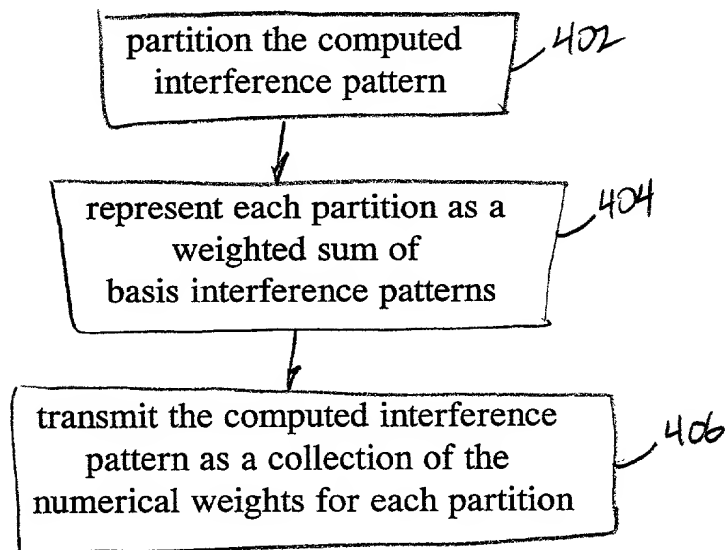 partition the computed
interference pattern
402
represent each partition as a
weighted sum of
basis interference patterns
404
transmit the computed interference
pattern as a collection of the
numerical weights for each partition
406